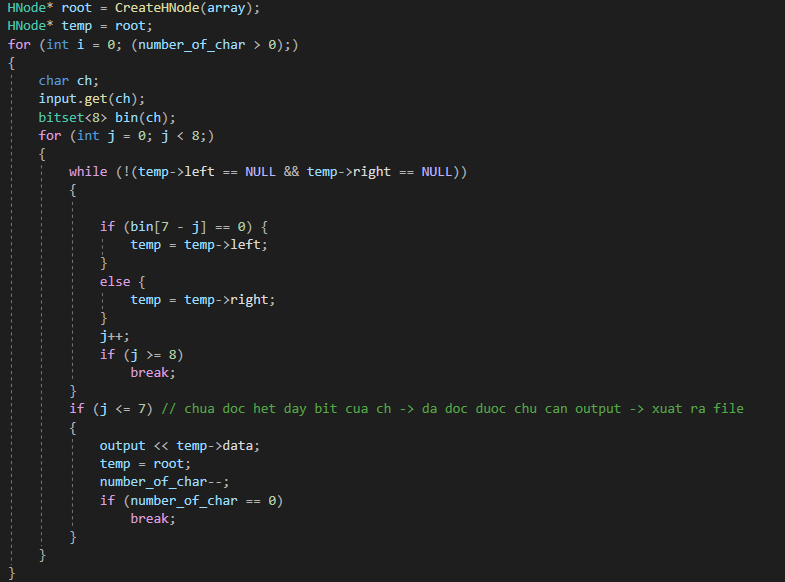 HNode* root = CreateHNode(array);
HNode* temp = root;
for (int i = 0; (number_of_char > 0);)
{
    char ch;
    input.get(ch);
    bitset<8> bin(ch);
    for (int j = 0; j < 8;)
    {
        while (!(temp->left == NULL && temp->right == NULL))
        {

            if (bin[7 - j] == 0) {
                temp = temp->left;
            }
            else {
                temp = temp->right;
            }
            j++;
            if (j >= 8)
                break;
        }
        if (j <= 7) // chua doc het day bit cua ch -> da doc duoc chu can output -> xuat ra file
        {
            output << temp->data;
            temp = root;
            number_of_char--;
            if (number_of_char == 0)
                break;
        }
    }
}